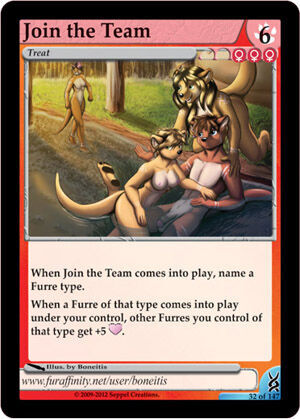 Join the Team
6
Treat
When Join the Team comes into play, name a
Furre type.
When a Furre of that type comes into play
under your control, other Furres you control of
that type get +5 .
Illus. by Boneitis
www.furaffinity.net/user/boneitis
©2009-2012 Seppel Creations.
32 of 147